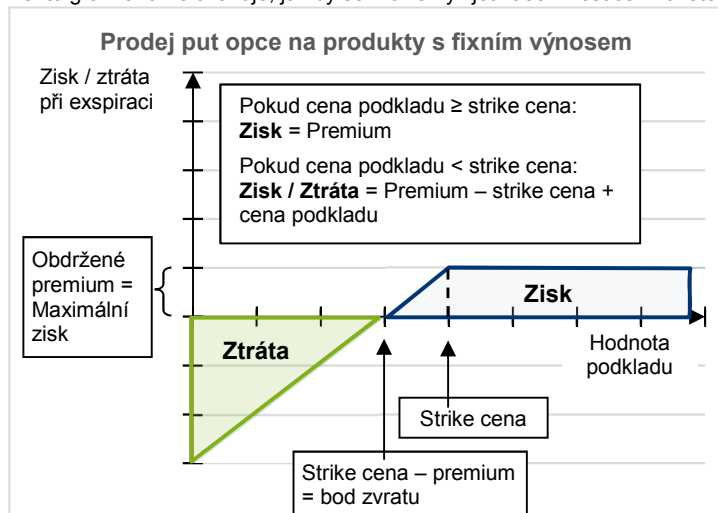 Prodej put opce na produkty s fixním výnosem
Zisk / ztráta
při exspiraci
Pokud cena podkladu ≥ strike cena:
Zisk = Premium
Pokud cena podkladu < strike cena:
Zisk / Ztráta = Premium – strike cena +
cena podkladu
Obdržené
premium =
Maximální
zisk
Zisk
Ztráta
Hodnota
podkladu
Strike cena
Strike cena – premium
= bod zvratu